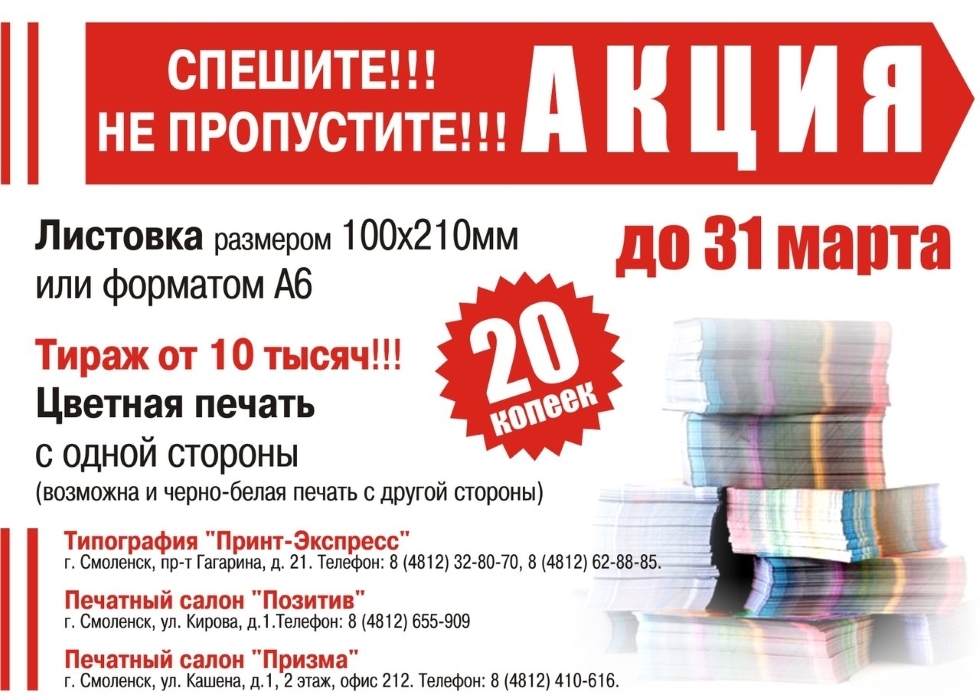 СПЕШИТЕ!!!
НЕ ПРОПУСТИТЕ!!!
АКЦИЯ
до 31 марта
Листовка размером 100х210мм
или форматом А6
20
копеек
Тираж от 10 тысяч!!!
Цветная печать
с одной стороны
(возможна и черно-белая печать с другой стороны)
Типография "Принт-Экспресс"
г. Смоленск, пр-т Гагарина, д. 21. Телефон: 8 (4812) 32-80-70, 8 (4812) 62-88-85.
Печатный салон "Позитив"
г. Смоленск, ул. Кирова, д.1.Телефон: 8 (4812) 655-909
Печатный салон "Призма"
г. Смоленск, ул. Кашена, д.1, 2 этаж, офис 212. Телефон: 8 (4812) 410-616.